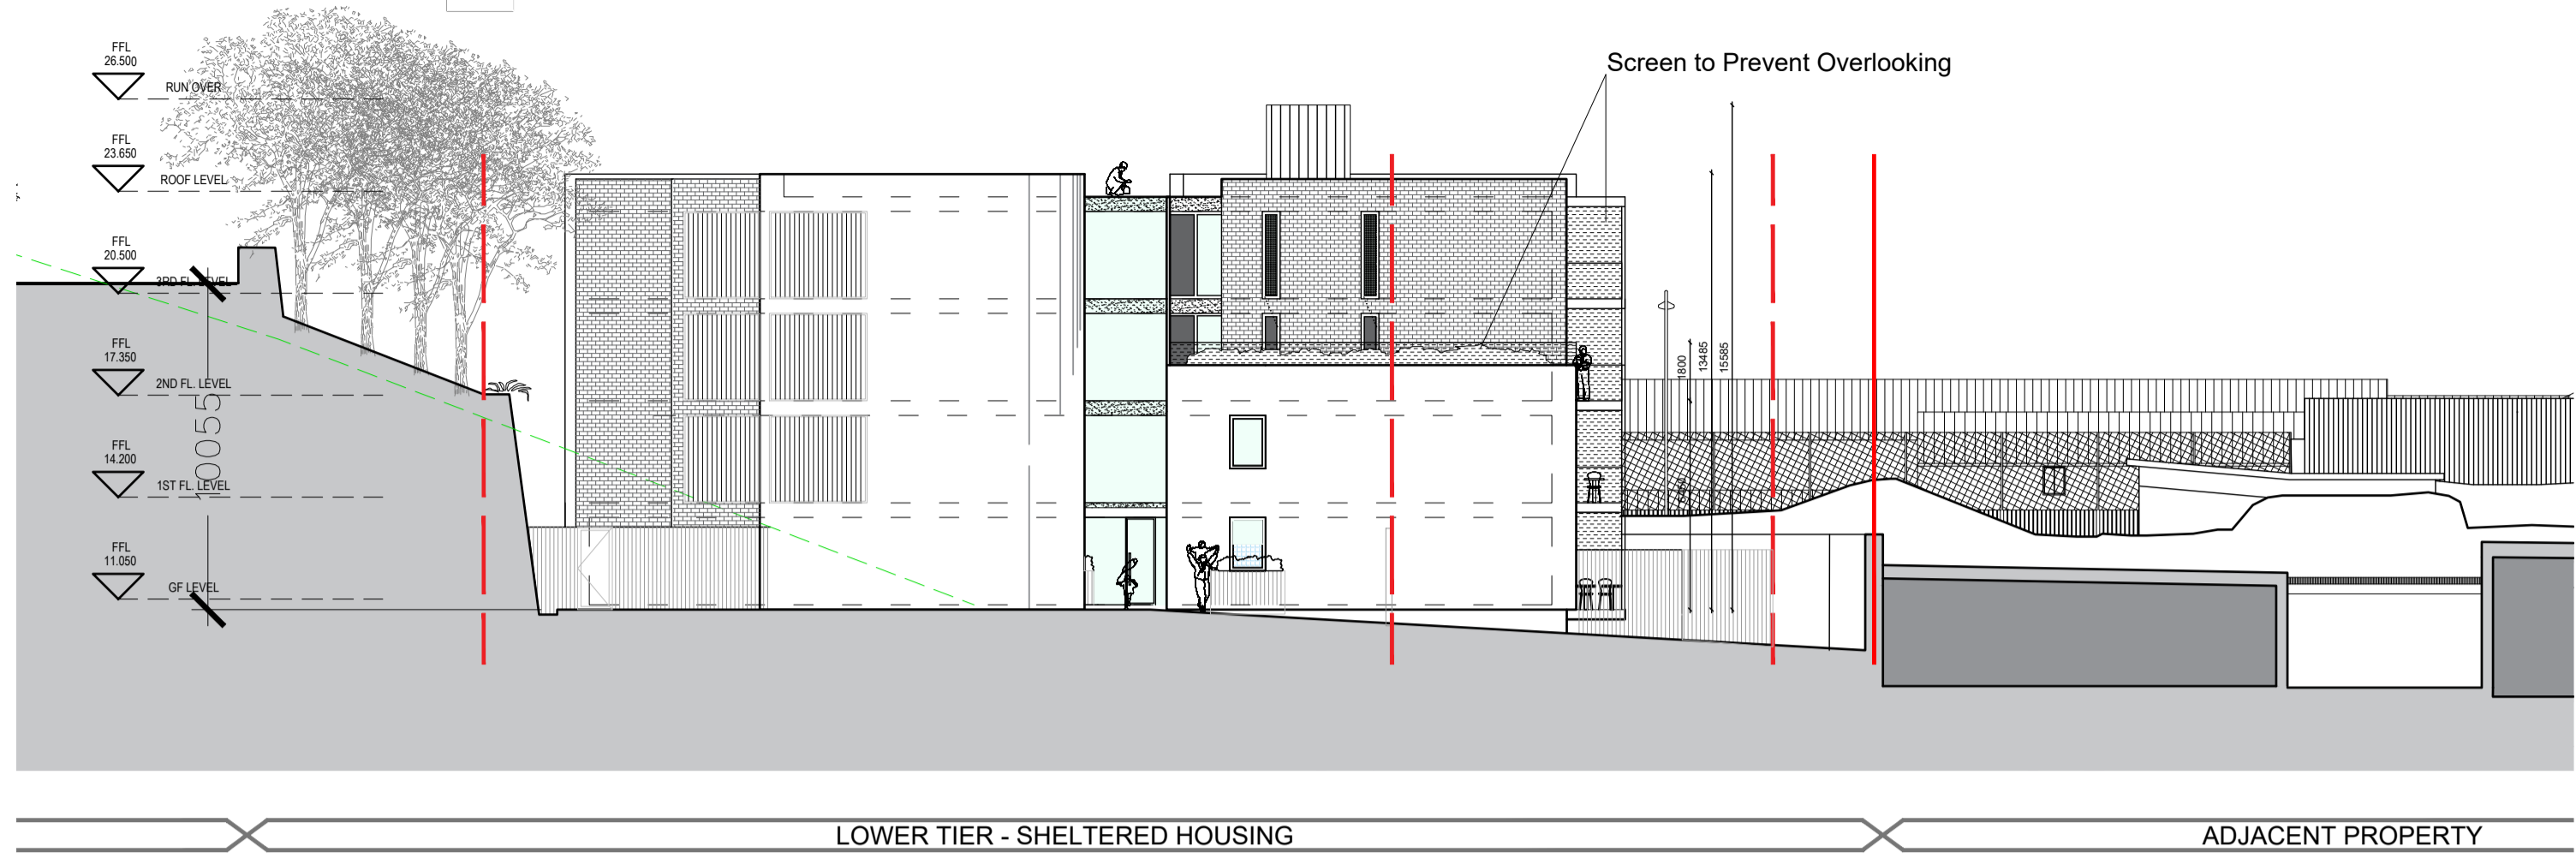 FFL
26.500
RUN OVER
Screen to Prevent Overlooking
FFL
23.650
ROOF LEVEL
FFL
20.500
3RD FL. LEVEL
FFL
17.350
2ND FL. LEVEL
10055
1800
13485
15585
FFL
14.200
1ST FL. LEVEL
FFL
11.050
GF LEVEL
LOWER TIER - SHELTERED HOUSING
ADJACENT PROPERTY